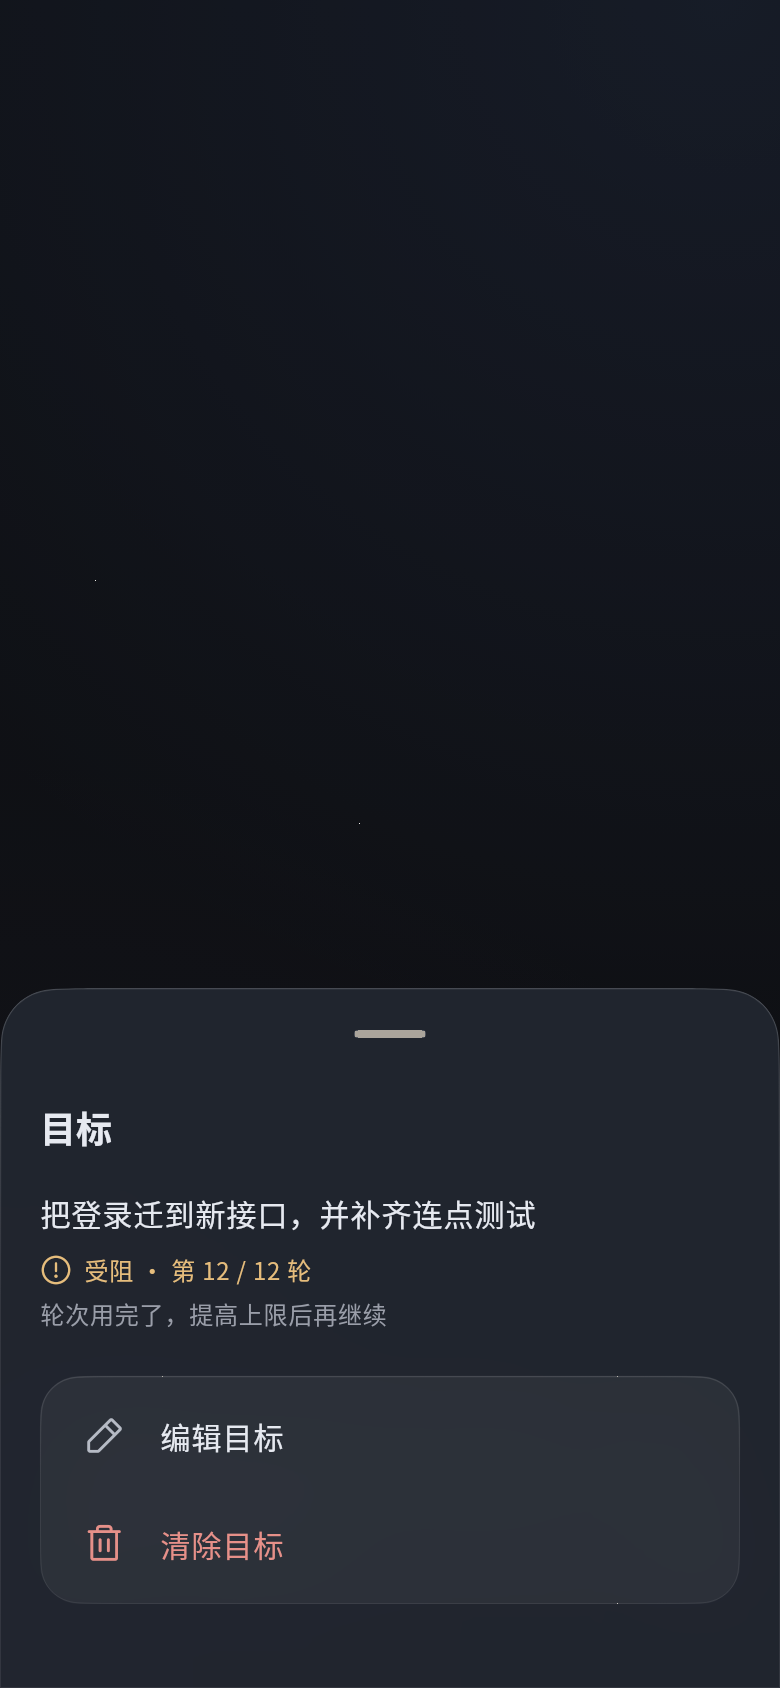 目标
把登录迁到新接口，并补齐连点测试
受阻 · 第 12 / 12 轮
轮次用完了，提高上限后再继续
编辑目标
清除目标